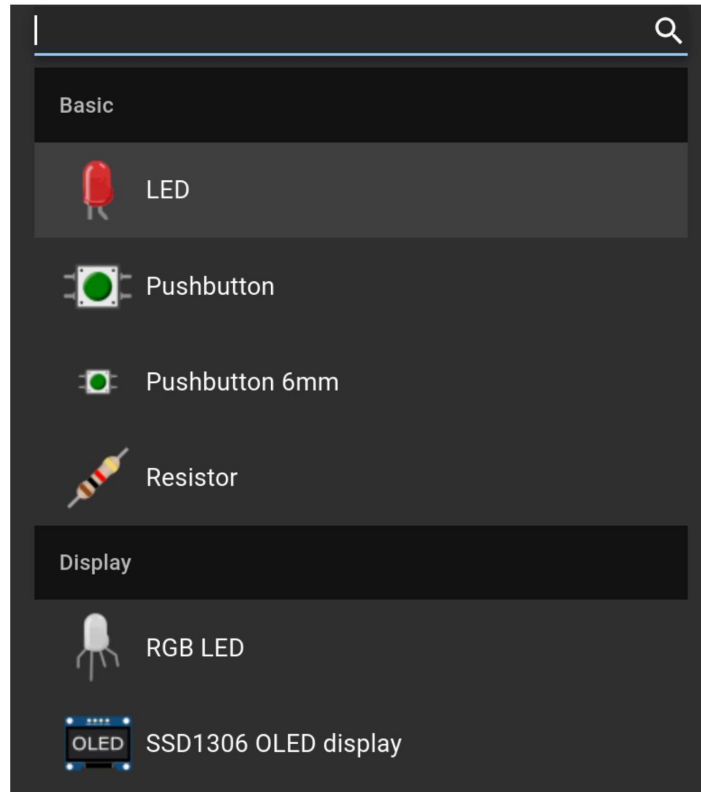 Basic
LED
Pushbutton
Pushbutton 6mm
Resistor
Display
RGB LED
OLED
SSD1306 OLED display